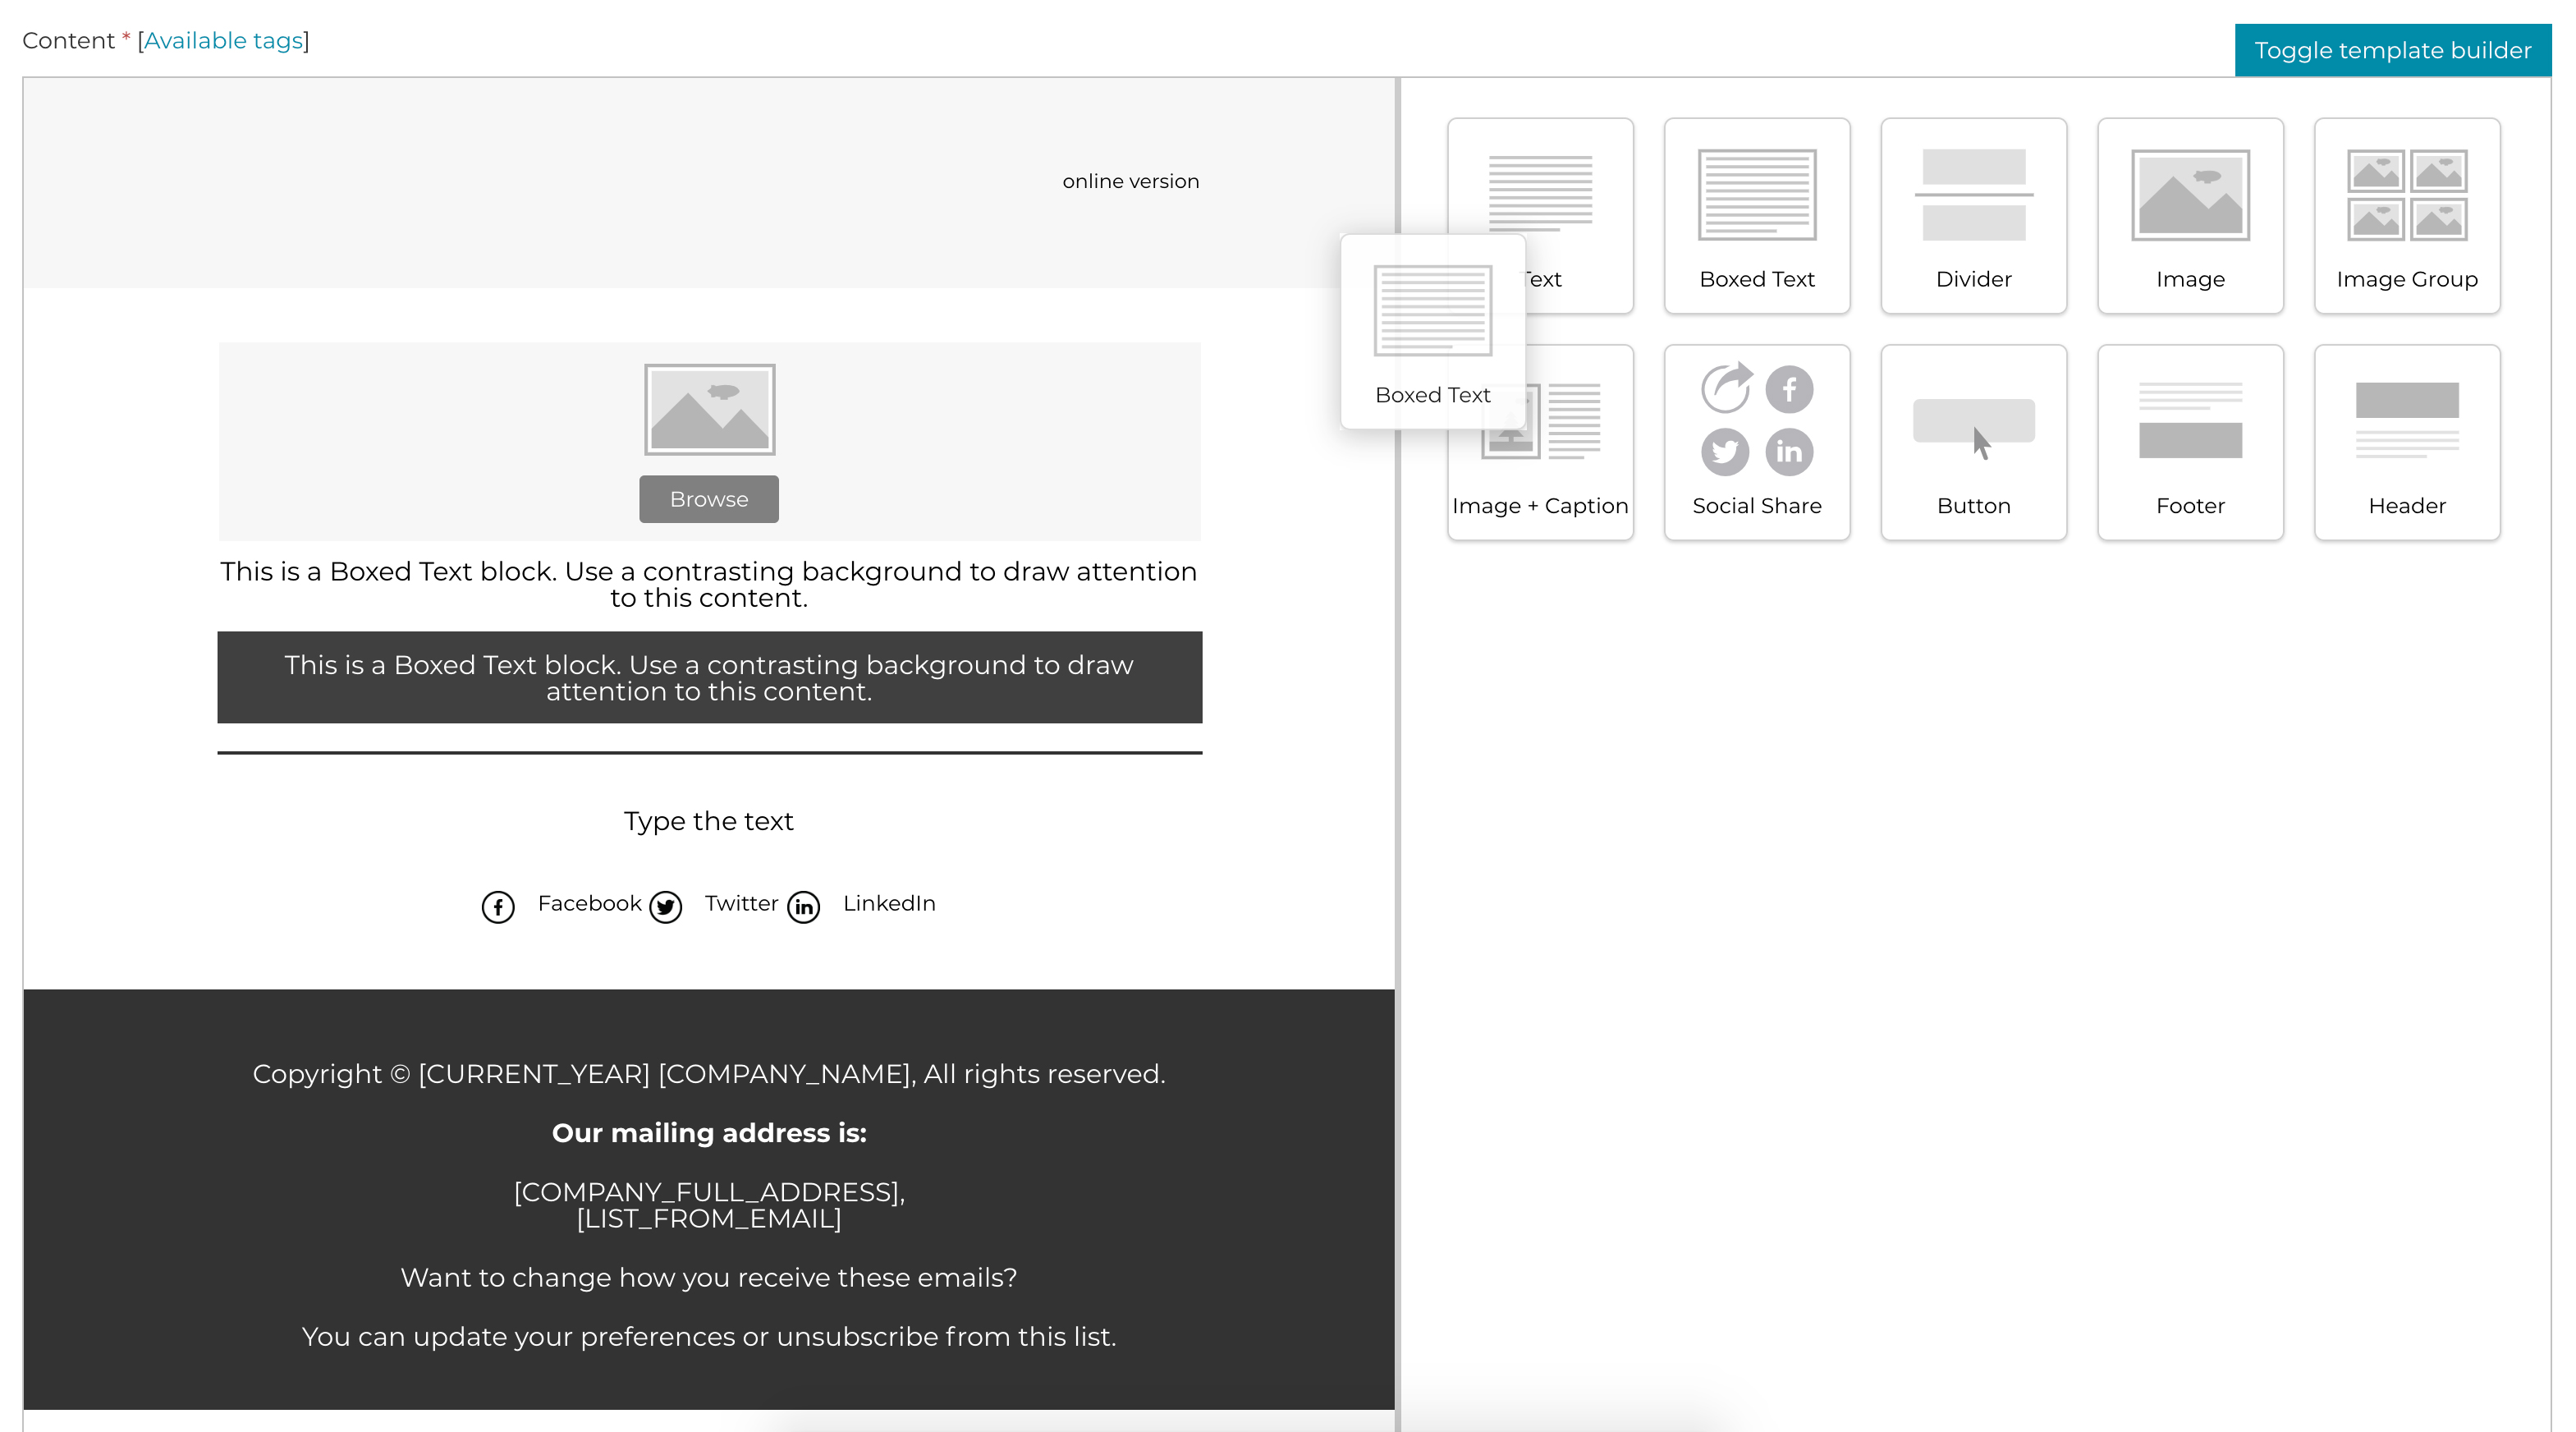 Content * [Available tags]
Toggle template builder
online version
Browse
This is a Boxed Text block. Use a contrasting background to draw attention
to this content.
This is a Boxed Text block. Use a contrasting background to draw
attention to this content.
Type the text
Facebook Twitter LinkedIn
Copyright © [CURRENT_YEAR] [COMPANY_NAME], All rights reserved.
Our mailing address is:
[COMPANY_FULL_ADDRESS],
[LIST_FROM_EMAIL]
Want to change how you receive these emails?
You can update your preferences or unsubscribe from this list.
Boxed Text
Text
Boxed Text
Divider
Image
Image Group
Image + Caption
Social Share
Button
Footer
Header